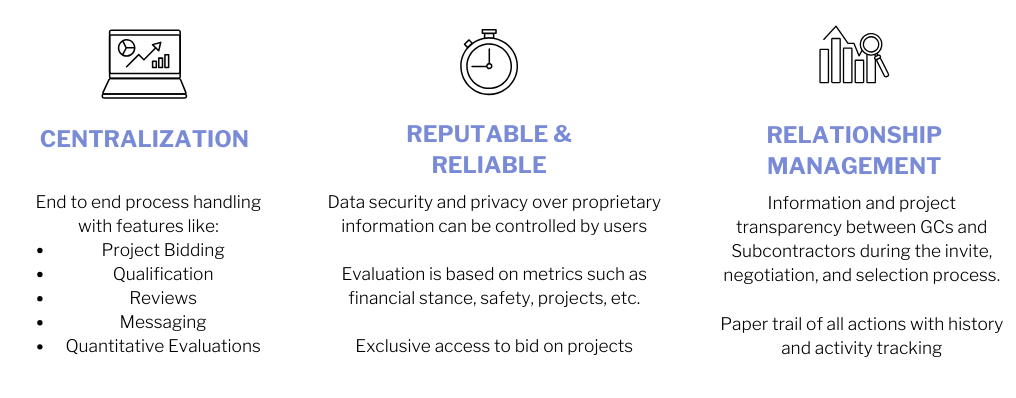 CENTRALIZATION
End to end process handling
with features like:
• Project Bidding
• Qualification
• Reviews
• Messaging
• Quantitative Evaluations
REPUTABLE &
RELIABLE
Data security and privacy over proprietary
information can be controlled by users
Evaluation is based on metrics such as
financial stance, safety, projects, etc.
Exclusive access to bid on projects
RELATIONSHIP
MANAGEMENT
Information and project
transparency between GCs and
Subcontractors during the invite,
negotiation, and selection process.
Paper trail of all actions with history
and activity tracking